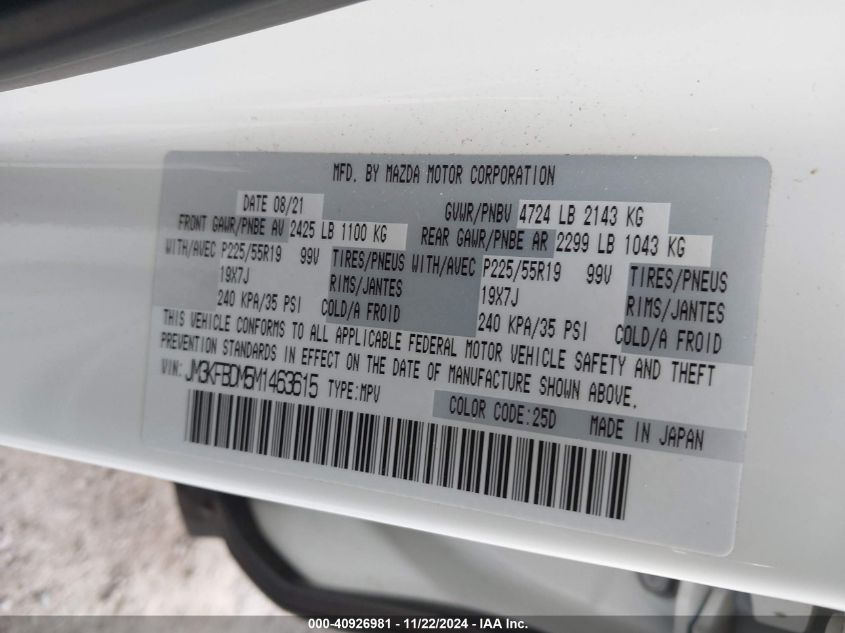 MFD. BY MAZDA MOTOR CORPORATION
DATE 08/21 GVWR/PNBV 4724 LB 2143 KG
FRONT GAWR/PNBE AV 2425 LB 1100 KG REAR GAWR/PNBE AR 2299 LB 1043 KG
WITH/AVEC P225/55R19 99V TIRES/PNEUS WITH/AVEC P225/55R19 99V TIRES/PNEUS
19X7J RIMS/JANTES 19X7J RIMS/JANTES
240 KPA/35 PSI COLD/A FROID 240 KPA/35 PSI COLD/A FROID
THIS VEHICLE CONFORMS TO ALL APPLICABLE FEDERAL MOTOR VEHICLE SAFETY AND THEFT
PREVENTION STANDARDS IN EFFECT ON THE DATE OF MANUFACTURE SHOWN ABOVE.
VIN: JM3KFBDM5M1463615 TYPE:MPV
COLOR CODE:25D MADE IN JAPAN
000-40926981 - 11/22/2024 - IAA Inc.